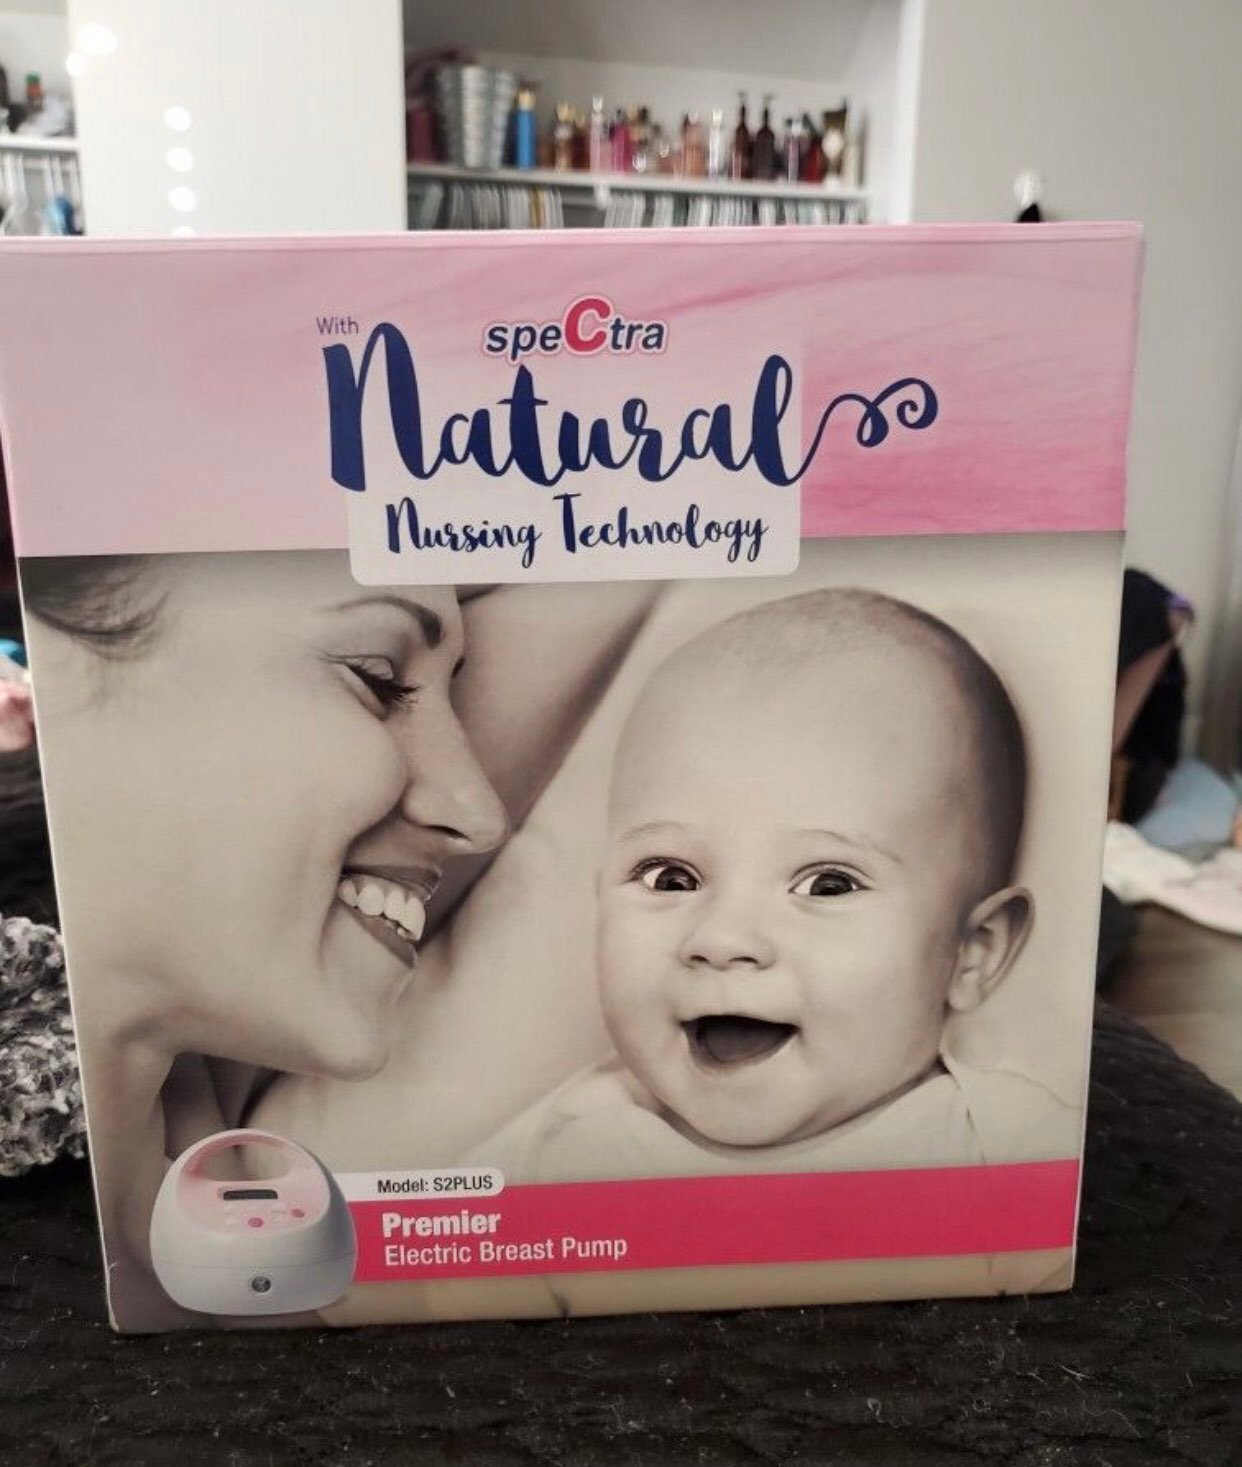 With
speCtra
Natural
Nursing Technology
Model: S2PLUS
Premier
Electric Breast Pump